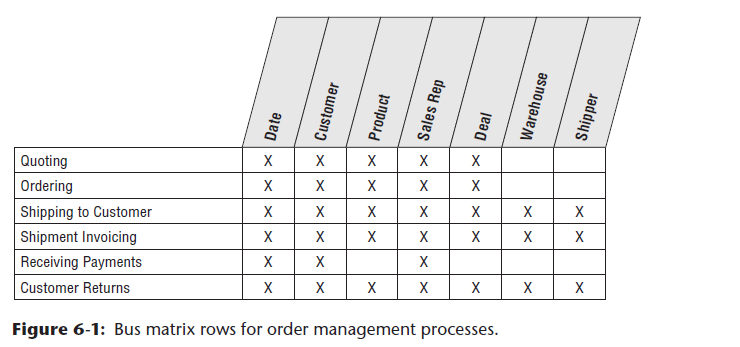 Date Customer Product Sales Rep Deal Warehouse Shipper
Quoting X X X X X
Ordering X X X X X
Shipping to Customer X X X X X X X
Shipment Invoicing X X X X X X X
Receiving Payments X X X
Customer Returns X X X X X X X
Figure 6-1: Bus matrix rows for order management processes.